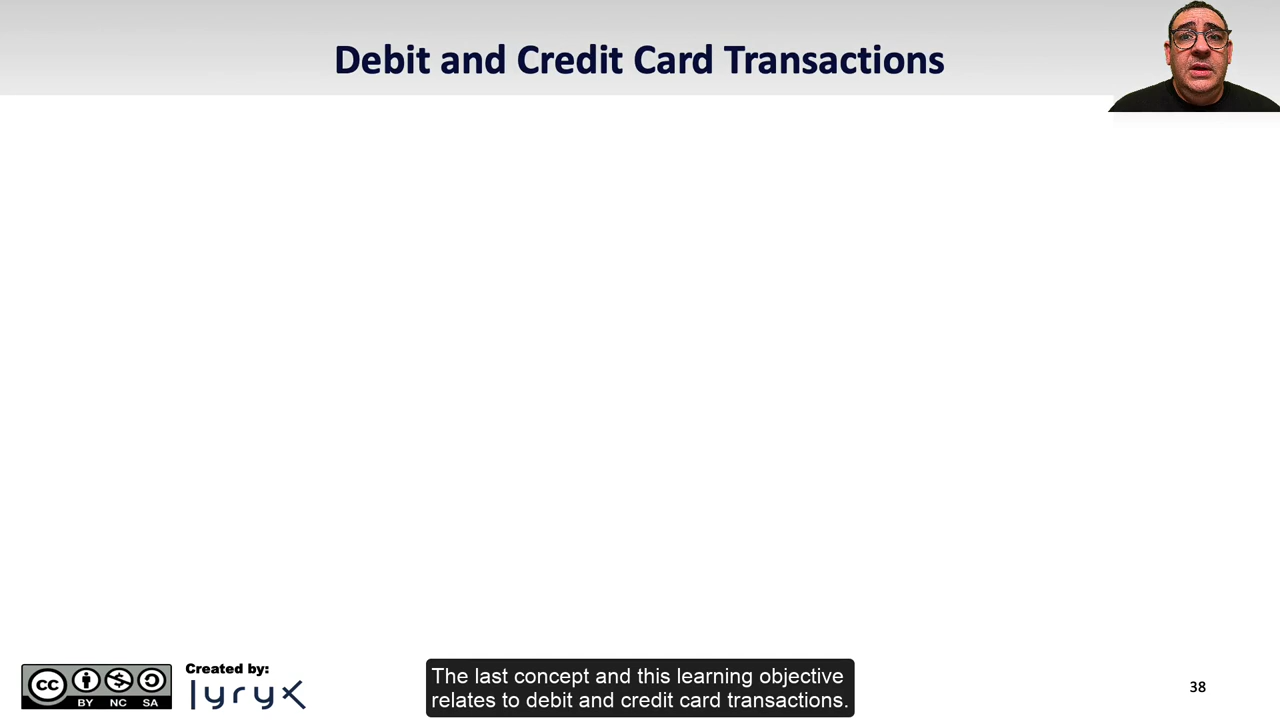 Debit and Credit Card Transactions
cc
BY NC SA
Created by:
lyryx
The last concept and this learning objective
relates to debit and credit card transactions.
38